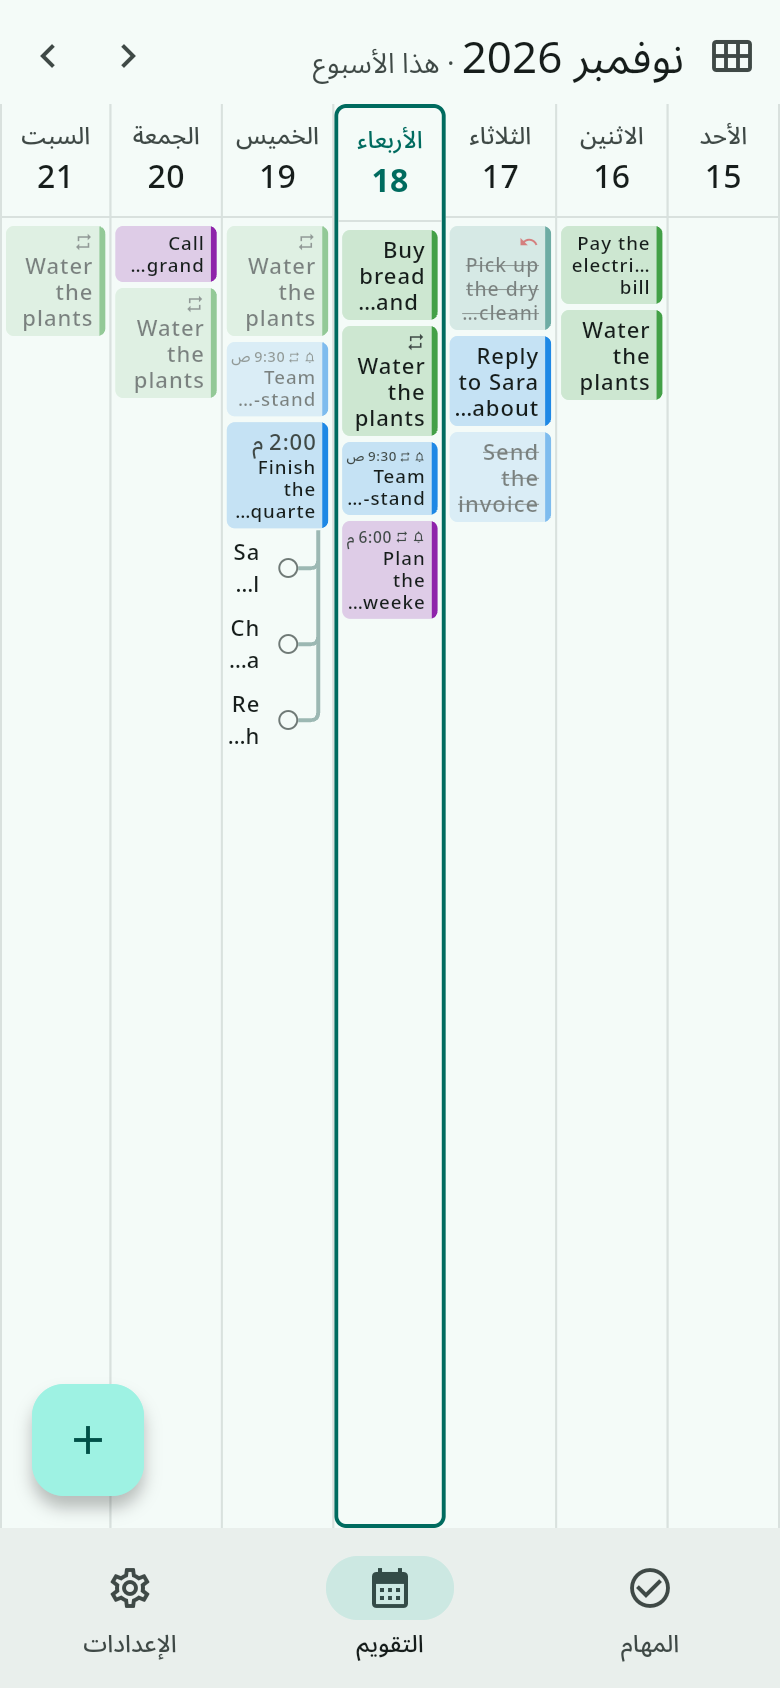 نوفمبر 2026 · هذا الأسبوع
الأحد
15
الاثنين
16
Pay the
electri…
bill
Water
the
plants
الثلاثاء
17
Pick up
the dry
cleani…
Reply
to Sara
about…
Send
the
invoice
الأربعاء
18
Buy
bread
and…
Water
the
plants
9:30 ص
Team
stand-…
6:00 م
Plan
the
weeke…
الخميس
19
Water
the
plants
9:30 ص
Team
stand-…
2:00 م
Finish
the
quarte…
Sa
l…
Ch
a…
Re
h…
الجمعة
20
Call
grand…
Water
the
plants
السبت
21
Water
the
plants
المهام
التقويم
الإعدادات